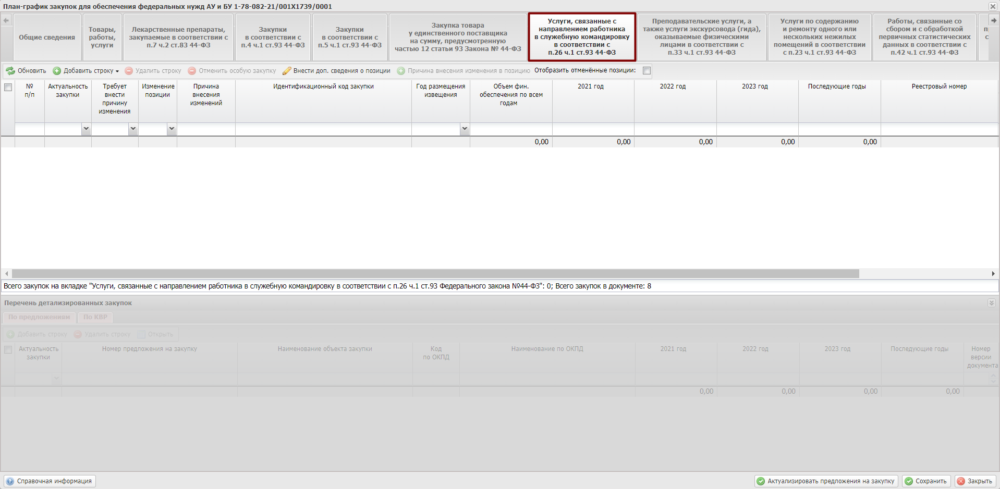 План-график закупок для обеспечения федеральных нужд АУ и БУ 1-78-082-21/001X1739/0001
Общие сведения
Товары,
работы,
услуги
Лекарственные препараты,
закупаемые в соответствии с
п.7 ч.2 ст.83 44-ФЗ
Закупки
в соответствии с
п.4 ч.1 ст.93 44-ФЗ
Закупки
в соответствии с
п.5 ч.1 ст.93 44-ФЗ
Закупка товара
у единственного поставщика
на сумму, предусмотренную
частью 12 статьи 93 Закона № 44-ФЗ
Услуги, связанные с
направлением работника
в служебную командировку
в соответствии с
п.26 ч.1 ст.93 44-ФЗ
Преподавательские услуги, а
также услуги экскурсовода (гида),
оказываемые физическими
лицами в соответствии с
п.33 ч.1 ст.93 44-ФЗ
Услуги по содержанию
и ремонту одного или
нескольких нежилых
помещений в соответствии
с п.23 ч.1 ст.93 44-ФЗ
Работы, связанные со
сбором и с обработкой
первичных статистических
данных в соответствии с
п.42 ч.1 ст.93 44-ФЗ
Обновить Добавить строку Удалить строку Отменить особую закупку Внести доп. сведения о позиции Причина внесения изменения в позицию Отобразить отменённые позиции:
№
п/п
Актуальность
закупки
Требует
внести
причину
изменения
Изменение
позиции
Причина
внесения
изменений
Идентификационный код закупки
Год размещения
извещения
Объем фин.
обеспечения по всем
годам
2021 год
2022 год
2023 год
Последующие годы
Реестровый номер
0,00 0,00 0,00 0,00 0,00
Всего закупок на вкладке "Услуги, связанные с направлением работника в служебную командировку в соответствии с п.26 ч.1 ст.93 Федерального закона №44-ФЗ": 0; Всего закупок в документе: 8
Перечень детализированных закупок
По предложениям По КВР
Добавить строку Удалить строку Открыть
Актуальность
закупки
Номер предложения на закупку
Наименование объекта закупки
Код
по ОКПД
Наименование по ОКПД
2021 год
2022 год
2023 год
Последующие годы
Номер
версии
документа
0,00 0,00 0,00 0,00
Справочная информация Актуализировать предложения на закупку Сохранить Закрыть